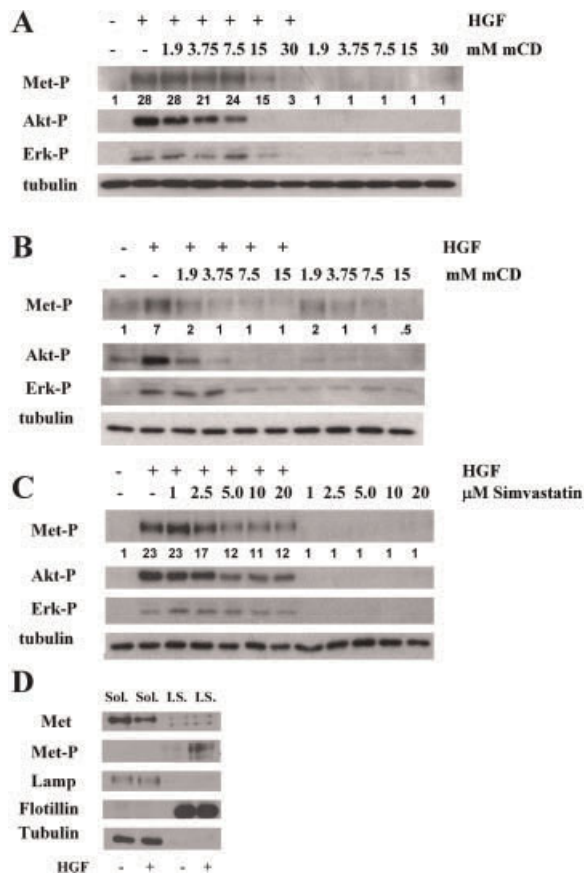 A
- + + + + + + HGF
- - 1.9 3.75 7.5 15 30 1.9 3.75 7.5 15 30 mM mCD
Met-P
1 28 28 21 24 15 3 1 1 1 1 1
Akt-P
Erk-P
tubulin
B
- + + + + + HGF
- - 1.9 3.75 7.5 15 1.9 3.75 7.5 15 mM mCD
Met-P
1 7 2 1 1 1 2 1 1 .5
Akt-P
Erk-P
tubulin
C
- + + + + + + HGF
- - 1 2.5 5.0 10 20 1 2.5 5.0 10 20 µM Simvastatin
Met-P
1 23 23 17 12 11 12 1 1 1 1 1
Akt-P
Erk-P
tubulin
D
Sol. Sol. I.S. I.S.
Met
Met-P
Lamp
Flotillin
Tubulin
HGF - + - +